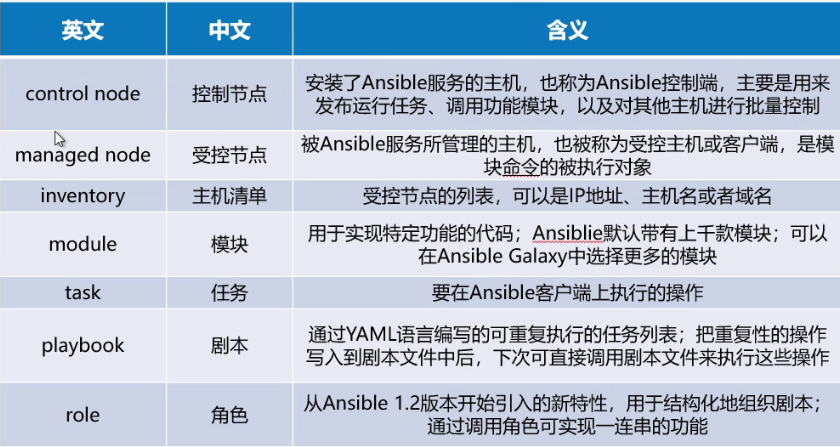 英文 中文 含义
control node 控制节点 安装了Ansible服务的主机，也称为Ansible控制端，主要是用来
发布运行任务、调用功能模块，以及对其他主机进行批量控制
managed node 受控节点 被Ansible服务所管理的主机，也被称为受控主机或客户端，是模
块命令的被执行对象
inventory 主机清单 受控节点的列表，可以是IP地址、主机名或者域名
module 模块 用于实现特定功能的代码；Ansiblie默认带有上千款模块；可以
在Ansible Galaxy中选择更多的模块
task 任务 要在Ansible客户端上执行的操作
playbook 剧本 通过YAML语言编写的可重复执行的任务列表；把重复性的操作
写入到剧本文件中后，下次可直接调用剧本文件来执行这些操作
role 角色 从Ansible 1.2版本开始引入的新特性，用于结构化地组织剧本；
通过调用角色可实现一连串的功能